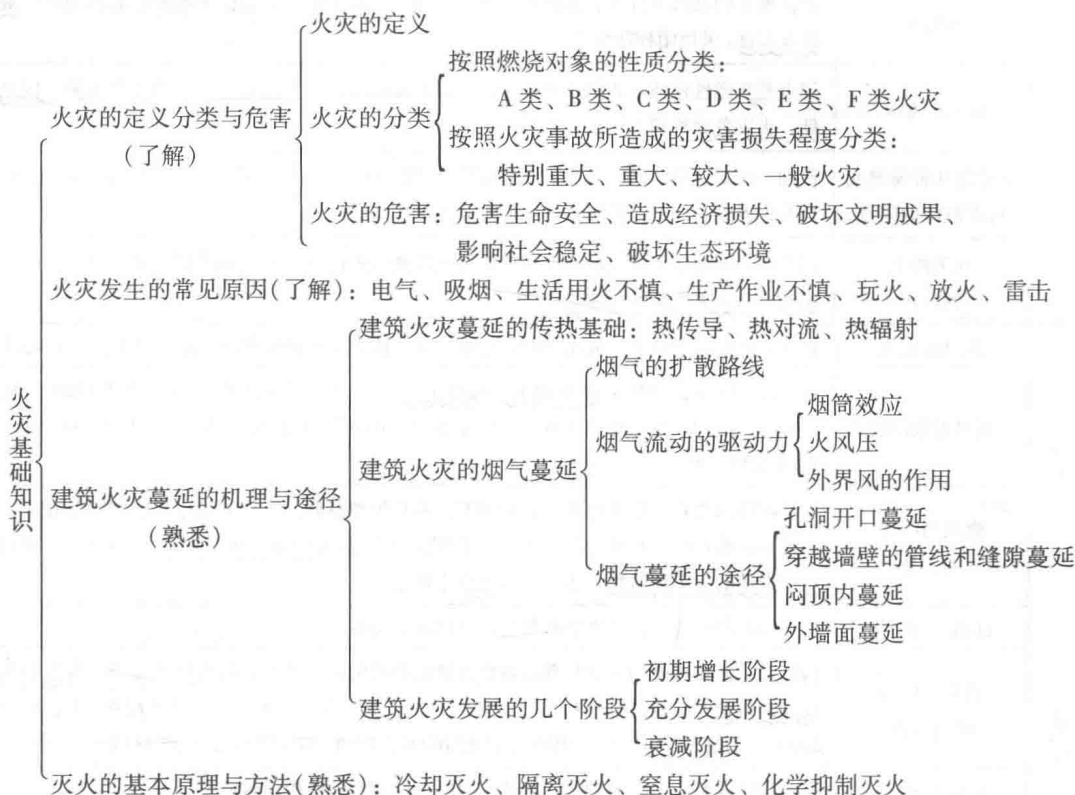 火灾基础知识
火灾的定义分类与危害
(了解)
火灾的定义
火灾的分类
按照燃烧对象的性质分类:
A类、B类、C类、D类、E类、F类火灾
按照火灾事故所造成的灾害损失程度分类:
特别重大、重大、较大、一般火灾
火灾的危害: 危害生命安全、造成经济损失、破坏文明成果、
影响社会稳定、破坏生态环境
火灾发生的常见原因(了解): 电气、吸烟、生活用火不慎、生产作业不慎、玩火、放火、雷击
建筑火灾蔓延的机理与途径
(熟悉)
建筑火灾蔓延的传热基础: 热传导、热对流、热辐射
建筑火灾的烟气蔓延
烟气的扩散路线
烟气流动的驱动力
烟筒效应
火风压
外界风的作用
烟气蔓延的途径
孔洞开口蔓延
穿越墙壁的管线和缝隙蔓延
闷顶内蔓延
外墙面蔓延
建筑火灾发展的几个阶段
初期增长阶段
充分发展阶段
衰减阶段
灭火的基本原理与方法(熟悉): 冷却灭火、隔离灭火、窒息灭火、化学抑制灭火